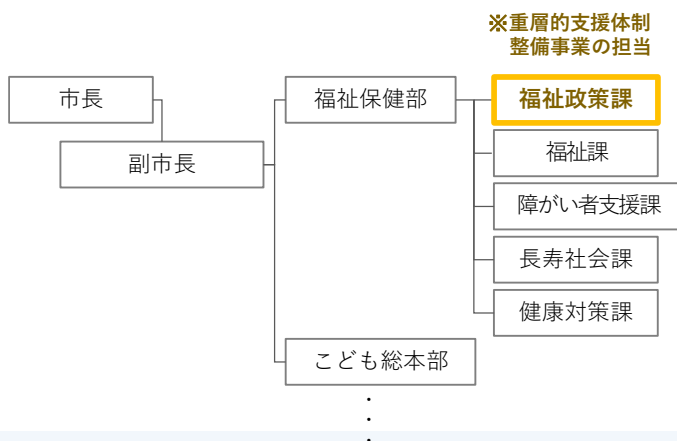 ※重層的支援体制
整備事業の担当
市長
副市長
福祉保健部
福祉政策課
福祉課
障がい者支援課
長寿社会課
健康対策課
こども総本部
・
・
・